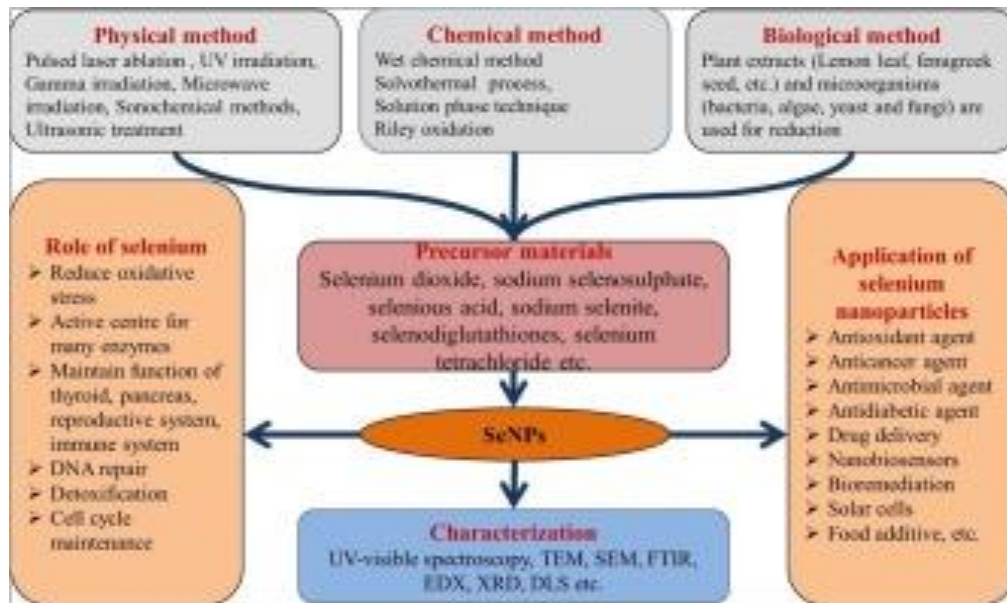 Physical method
Pulsed laser ablation , UV irradiation,
Gamma irradiation, Microwave
irradiation, Sonochemical methods,
Ultrasonic treatment
Chemical method
Wet chemical method
Solvothermal process,
Solution phase technique
Riley oxidation
Biological method
Plant extracts (Lemon leaf, fenugreek
seed, etc.) and microorganisms
(bacteria, algae, yeast and fungi) are
used for reduction
Role of selenium
➢ Reduce oxidative
stress
➢ Active centre for
many enzymes
➢ Maintain function of
thyroid, pancreas,
reproductive system,
immune system
➢ DNA repair
➢ Detoxification
➢ Cell cycle
maintenance
Precursor materials
Selenium dioxide, sodium selenosulphate,
selenious acid, sodium selenite,
selenodiglutathiones, selenium
tetrachloride etc.
SeNPs
Characterization
UV-visible spectroscopy, TEM, SEM, FTIR,
EDX, XRD, DLS etc.
Application of
selenium
nanoparticles
➢ Antioxidant agent
➢ Anticancer agent
➢ Antimicrobial agent
➢ Antidiabetic agent
➢ Drug delivery
➢ Nanobiosensors
➢ Bioremediation
➢ Solar cells
➢ Food additive, etc.